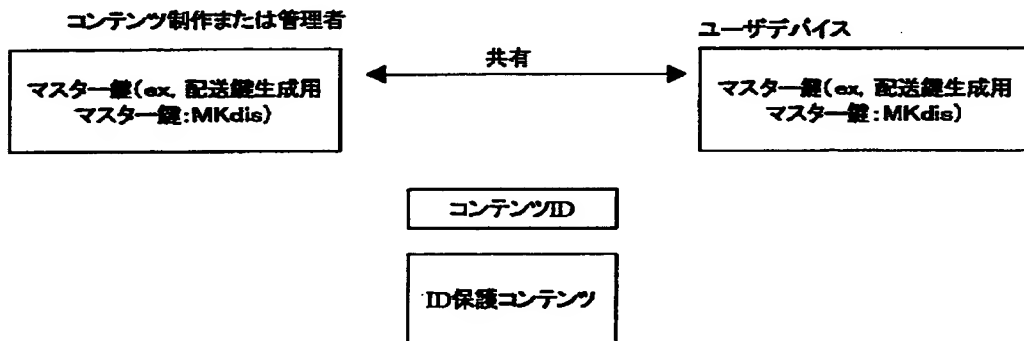 コンテンツ制作または管理者
ユーザデバイス
共有
マスター鍵(ex, 配送鍵生成用
マスター鍵:MKdis)
マスター鍵(ex, 配送鍵生成用
マスター鍵:MKdis)
コンテンツID
ID保護コンテンツ